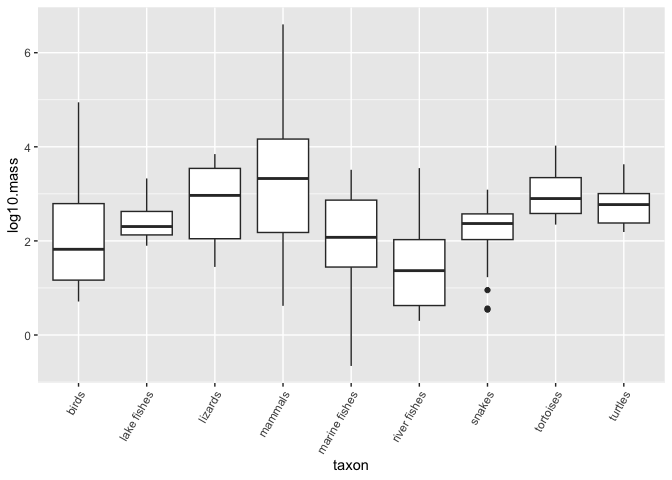 6
4
2
0
log10.mass
birds
lake fishes
lizards
mammals
marine fishes
river fishes
snakes
tortoises
turtles
taxon